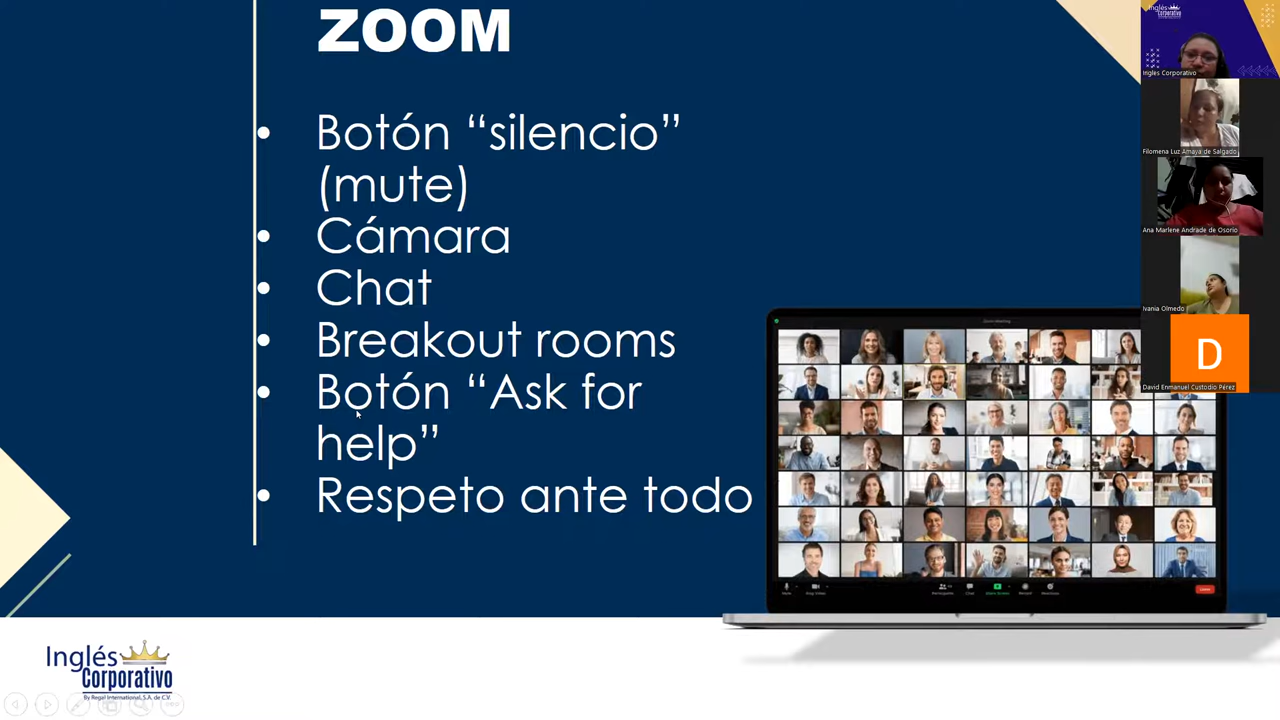 ZOOM
Botón “silencio”
(mute)
Cámara
Chat
Breakout rooms
Botón “Ask for
help”
Respeto ante todo
Inglés
Corporativo
By Regal International, S.A. de C.V.
Inglés Corporativo
Filomena Luz Amaya de Salgado
Ana Marlene Andrade de Osorio
Ivania Olmedo
D
David Enmanuel Custodio Pérez